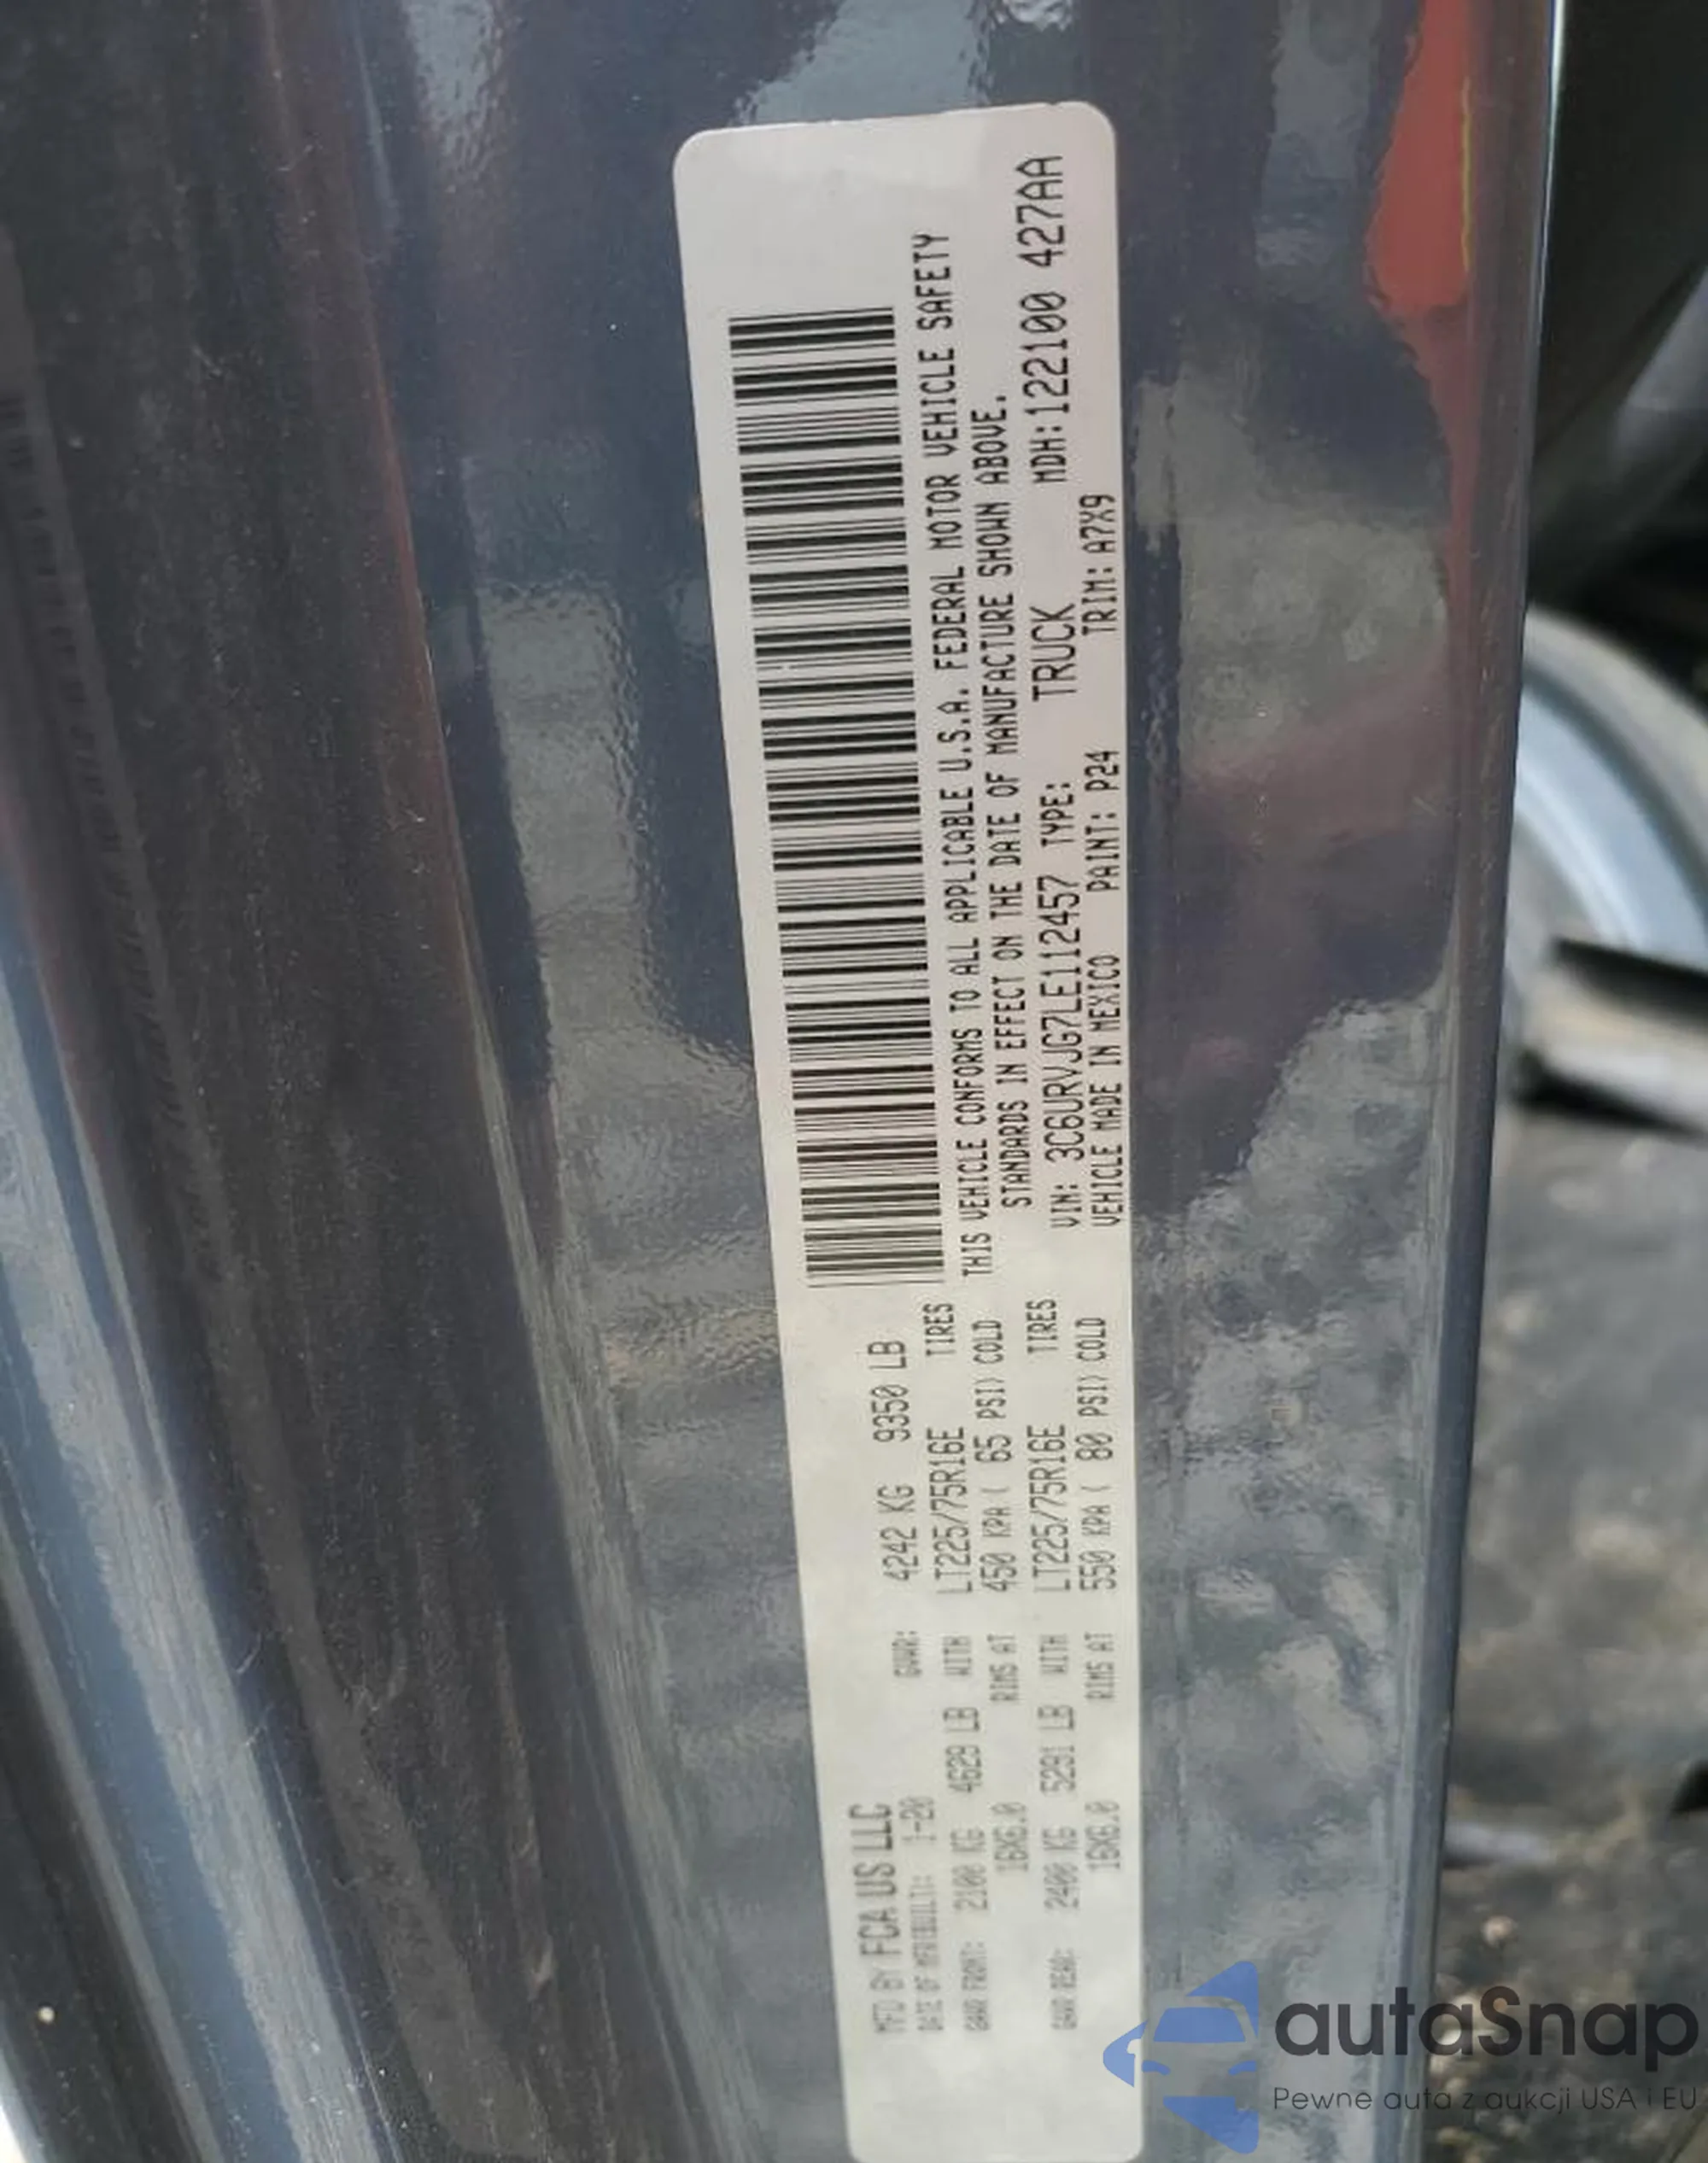 MFD BY FCA US LLC
DATE OF MFR(REBUILT): 1-20 GVWR: 4242 KG 9350 LB
GAWR FRONT: 2100 KG 4629 LB WITH LT225/75R16E TIRES
16X6.0 RIMS AT 450 KPA ( 65 PSI) COLD
GAWR REAR: 2400 KG 5291 LB WITH LT225/75R16E TIRES
16X6.0 RIMS AT 550 KPA ( 80 PSI) COLD
THIS VEHICLE CONFORMS TO ALL APPLICABLE U.S.A. FEDERAL MOTOR VEHICLE SAFETY
STANDARDS IN EFFECT ON THE DATE OF MANUFACTURE SHOWN ABOVE.
VIN: 3C6URVJG7LE112457 TYPE: TRUCK MDH:122100 427AA
VEHICLE MADE IN MEXICO PAINT: P24 TRIM: A7X9
autaSnap
Pewne auta z aukcji USA i EU